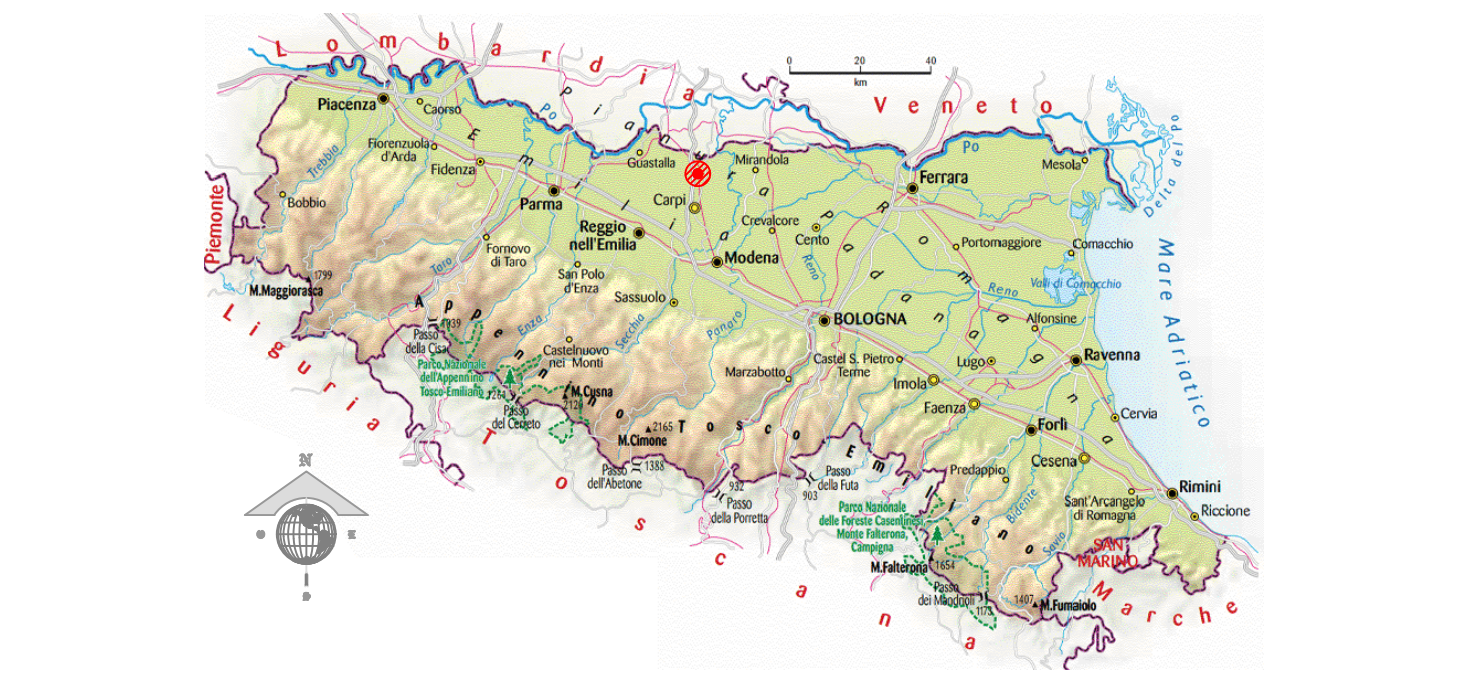 Lombardia
0 20 40
km
Veneto
Piacenza
Caorso
Po
Pianura Padana
Emilia
Romagna
Fiorenzuola
d'Arda
Trebbio
Fidenza
Guastalla
Mirandola
Po
Mesola
Delta del Po
Piemonte
Bobbio
Parma
Carpi
Ferrara
Reggio
nell'Emilia
Crevalcore
Cento
Portomaggiore
Comacchio
Mare Adriatico
Fornovo
di Taro
Taro
Modena
Reno
San Polo
d'Enza
1799
M.Maggiorasca
Valli di Comacchio
Reno
Liguria
Appennino Tosco Emiliano
Sassuolo
Enza
Secchia
Panaro
BOLOGNA
Alfonsine
1039
Passo
della Cisa
Castelnuovo
nei Monti
Castel S. Pietro
Terme
Lugo
Ravenna
Parco Nazionale
dell'Appennino
Tosco-Emiliano
1261
Passo
del Cerreto
M.Cusna
Marzabotto
Imola
Faenza
Cervia
2165
M.Cimone
Forlì
Cesena
Toscana
Passo
dell'Abetone
1388
932
Passo
della Porretta
903
Passo
della Futa
Predappio
N
Parco Nazionale
delle Foreste Casentinesi
Monte Falterona,
Campigna
Bidente
Savio
Sant'Arcangelo
di Romagna
Rimini
Riccione
SAN
MARINO
M.Falterona
1654
Passo
dei Mandrioli
1173
1407
M.Fumaiolo
Marche
O
E
S